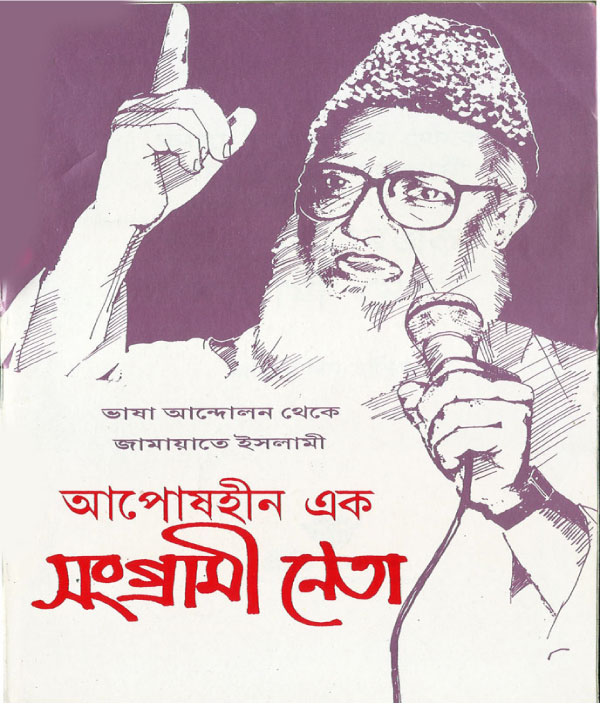 ভাষা আন্দোলন থেকে
জামায়াতে ইসলামী
আপোষহীন এক
সংগ্রামী নেতা